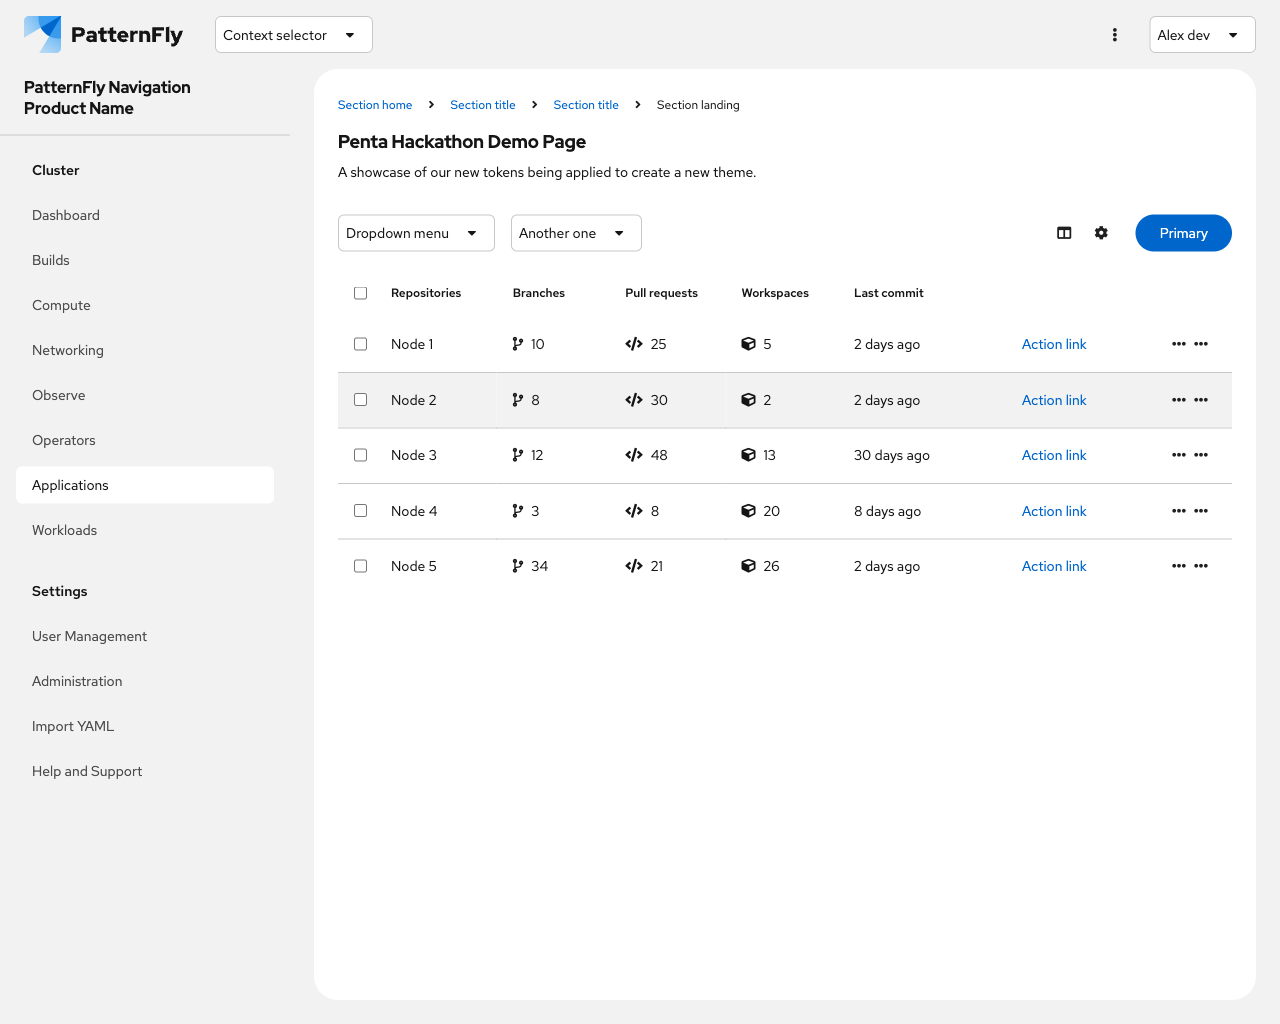 PatternFly
Context selector
Alex dev
PatternFly Navigation
Product Name
Cluster
Dashboard
Builds
Compute
Networking
Observe
Operators
Applications
Workloads
Settings
User Management
Administration
Import YAML
Help and Support
Section home > Section title > Section title > Section landing
Penta Hackathon Demo Page
A showcase of our new tokens being applied to create a new theme.
Dropdown menu Another one Primary
Repositories Branches Pull requests Workspaces Last commit
Node 1 10 25 5 2 days ago Action link
Node 2 8 30 2 2 days ago Action link
Node 3 12 48 13 30 days ago Action link
Node 4 3 8 20 8 days ago Action link
Node 5 34 21 26 2 days ago Action link